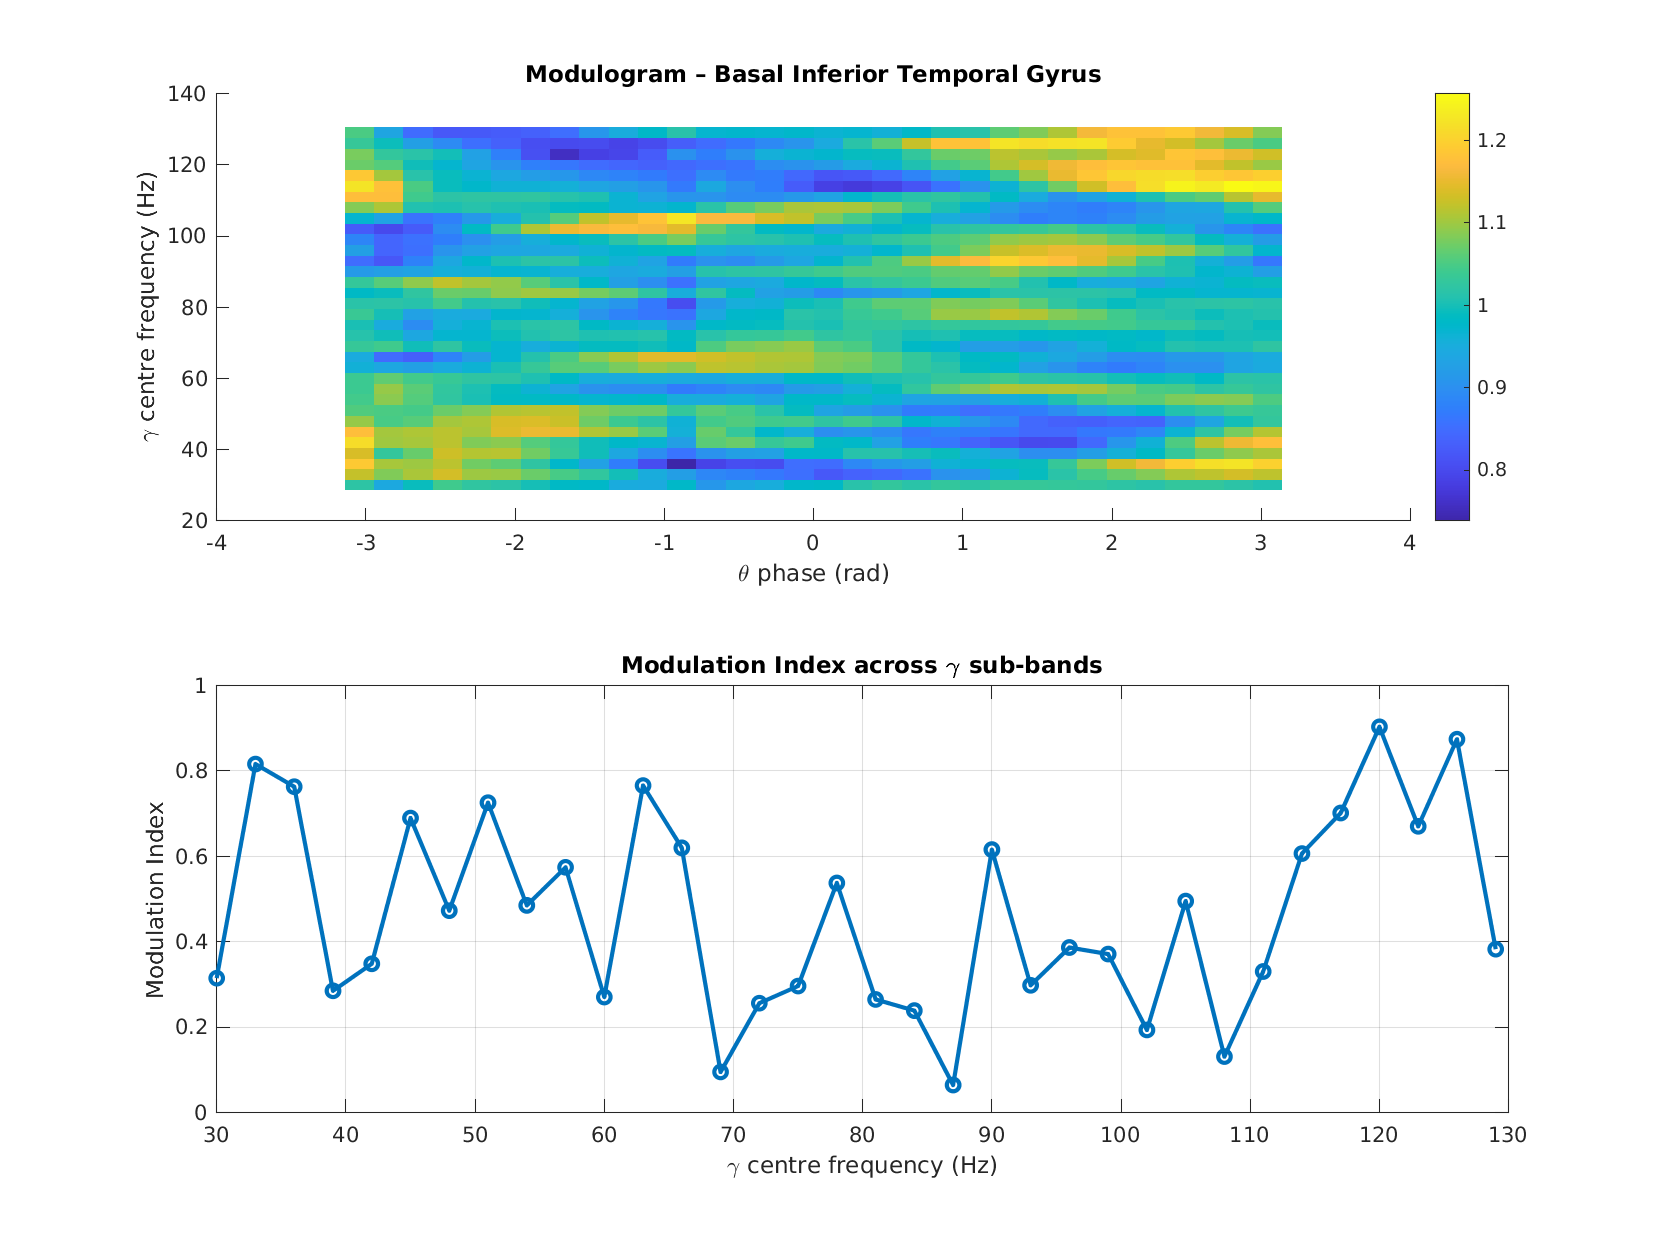 Modulogram – Basal Inferior Temporal Gyrus
γ centre frequency (Hz)
140
120
100
80
60
40
20
-4 -3 -2 -1 0 1 2 3 4
θ phase (rad)
1.2
1.1
1
0.9
0.8
Modulation Index across γ sub-bands
Modulation Index
1
0.8
0.6
0.4
0.2
0
30 40 50 60 70 80 90 100 110 120 130
γ centre frequency (Hz)